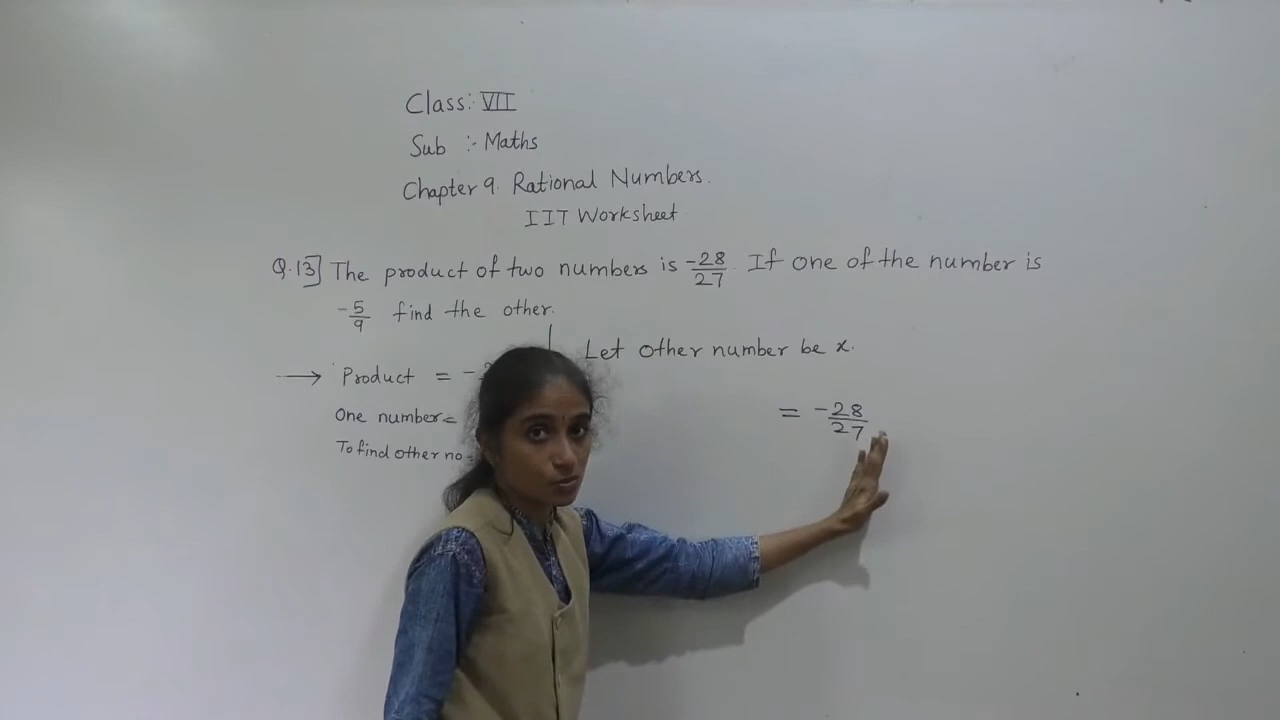 Class: VII
Sub :- Maths
Chapter 9. Rational Numbers.
IIT Worksheet
Q.13] The product of two numbers is -28/27. If one of the number is
-5/9 find the other.
Let other number be x.
→ Product = -
= -28/27
One number =
To find other no =